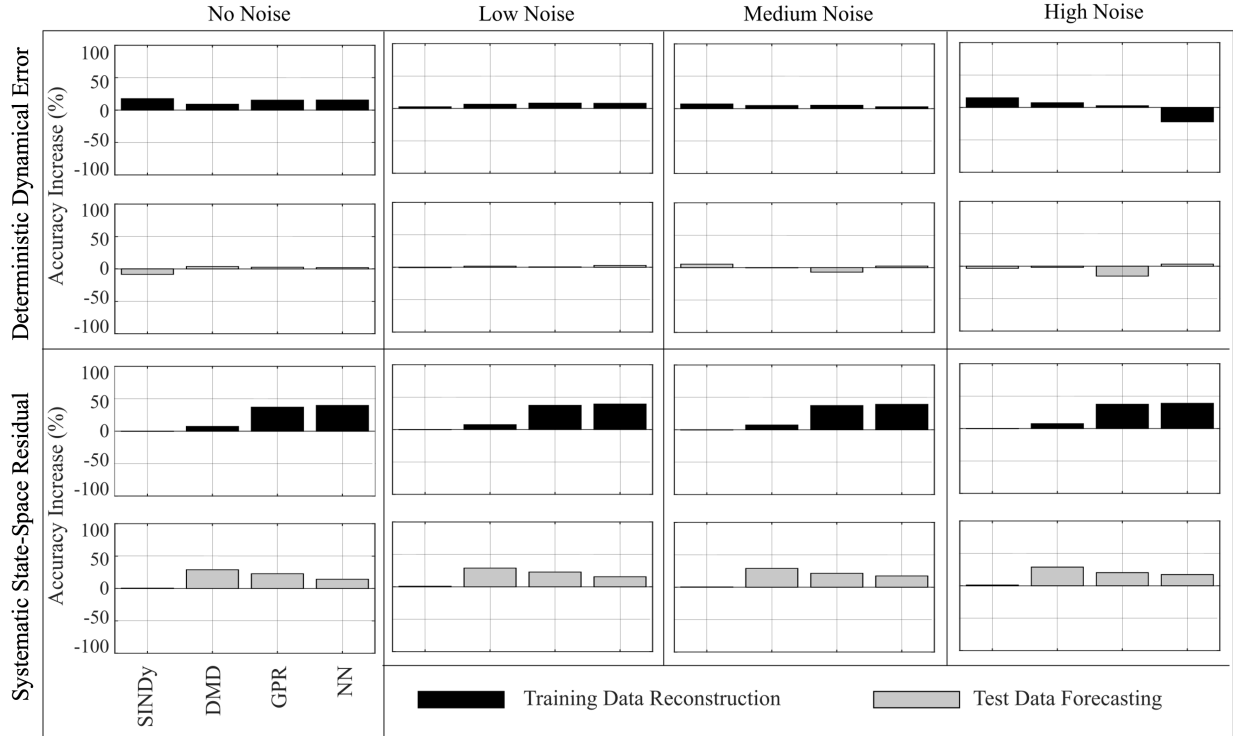 No Noise
Low Noise
Medium Noise
High Noise
Deterministic Dynamical Error
Accuracy Increase (%)
100
50
0
-50
-100
100
50
0
-50
-100
Systematic State-Space Residual
Accuracy Increase (%)
100
50
0
-50
-100
100
50
0
-50
-100
SINDy
DMD
GPR
NN
Training Data Reconstruction
Test Data Forecasting